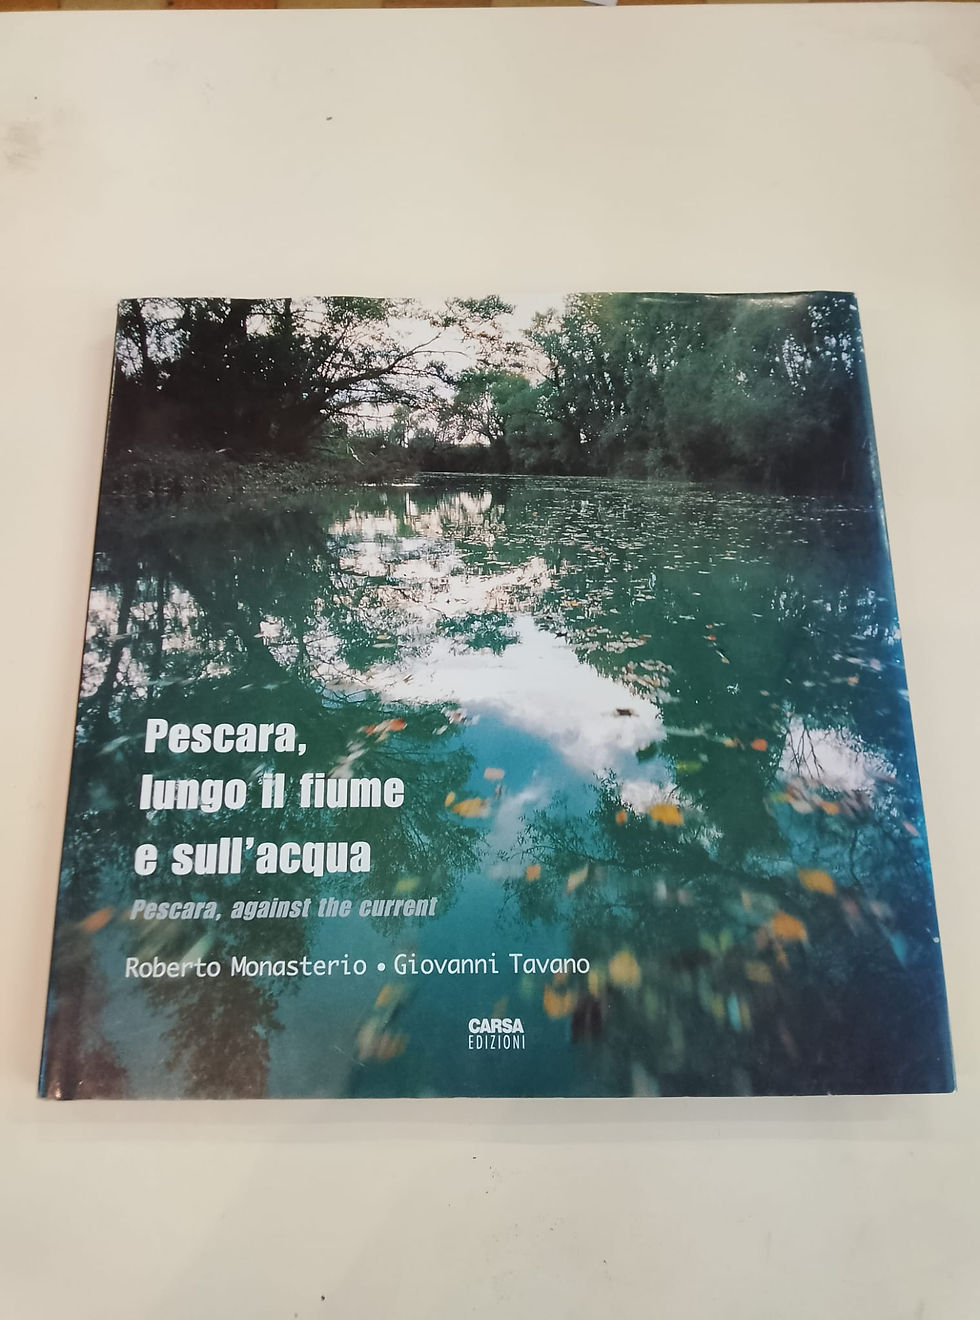 Pescara,
lungo il fiume
e sull'acqua
Pescara, against the current
Roberto Monasterio • Giovanni Tavano
CARSA
EDIZIONI